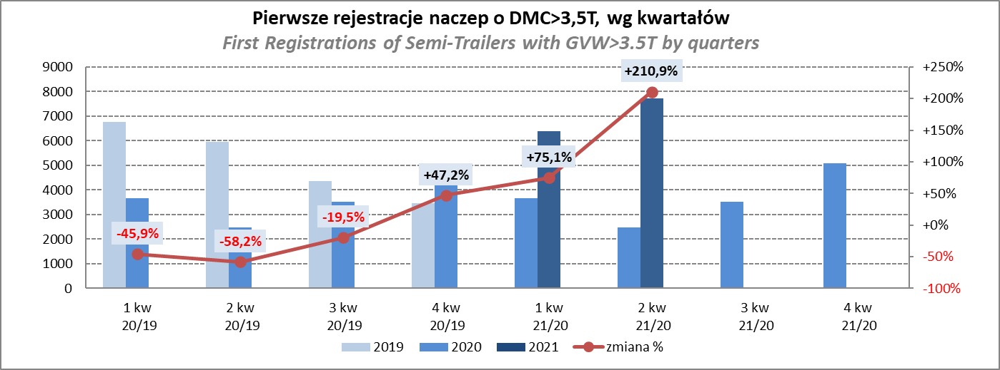 Pierwsze rejestracje naczep o DMC>3,5T, wg kwartałów
First Registrations of Semi-Trailers with GVW>3.5T by quarters
9000
8000
7000
6000
5000
4000
3000
2000
1000
0
+250%
+200%
+150%
+100%
+50%
+0%
-50%
-100%
-45,9%
-58,2%
-19,5%
+47,2%
+75,1%
+210,9%
1 kw
20/19
2 kw
20/19
3 kw
20/19
4 kw
20/19
1 kw
21/20
2 kw
21/20
3 kw
21/20
4 kw
21/20
2019 2020 2021 zmiana %